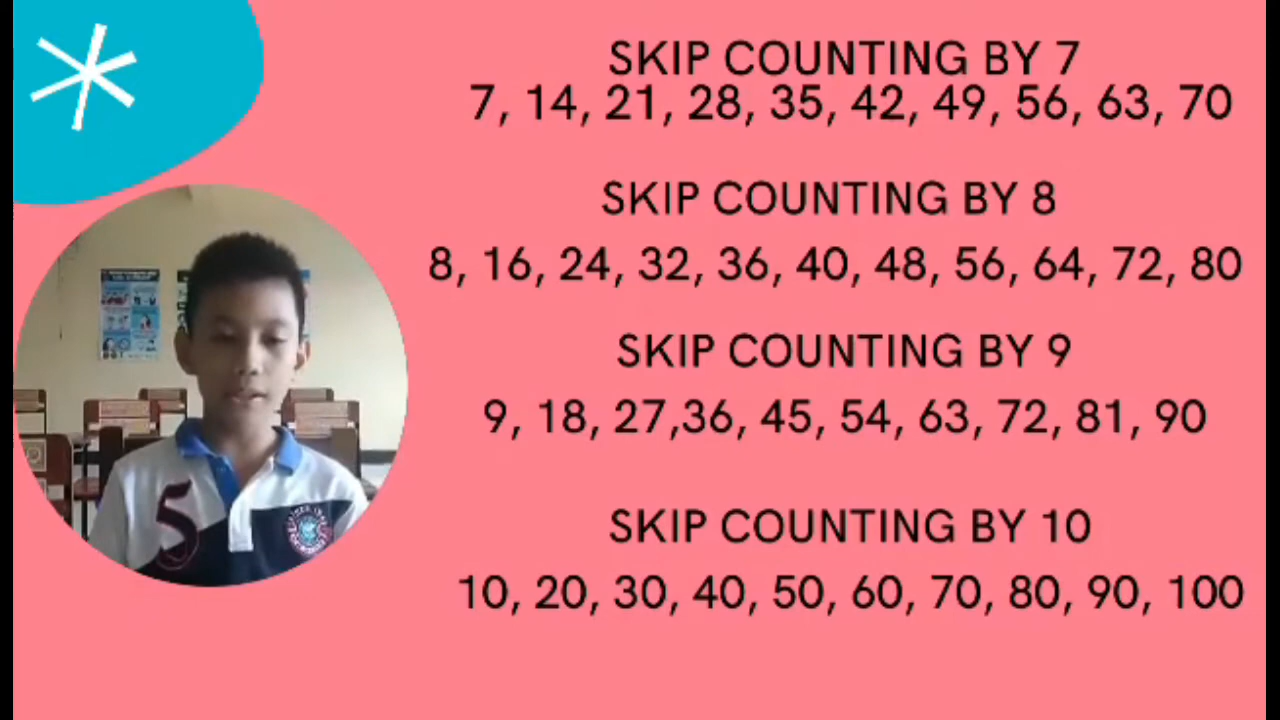 SKIP COUNTING BY 7
7, 14, 21, 28, 35, 42, 49, 56, 63, 70
SKIP COUNTING BY 8
8, 16, 24, 32, 36, 40, 48, 56, 64, 72, 80
SKIP COUNTING BY 9
9, 18, 27,36, 45, 54, 63, 72, 81, 90
SKIP COUNTING BY 10
10, 20, 30, 40, 50, 60, 70, 80, 90, 100
5